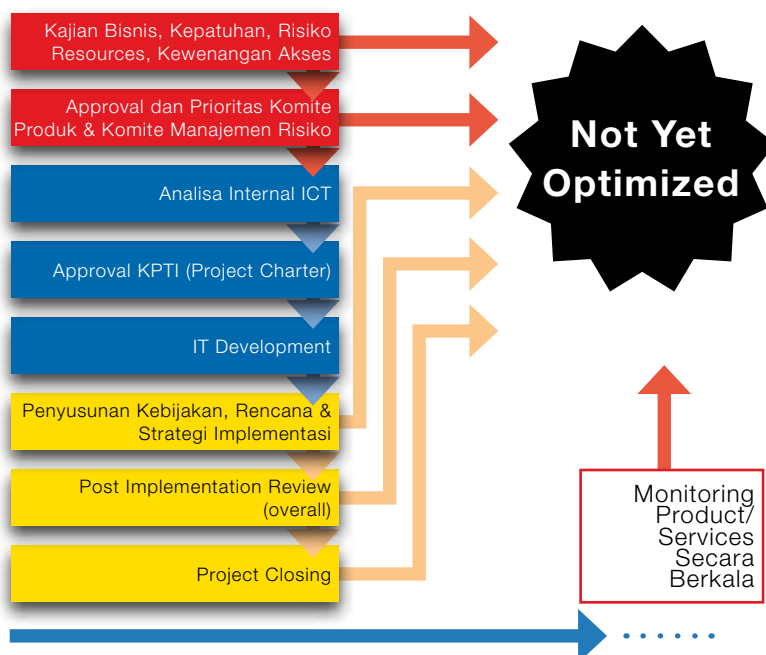 Kajian Bisnis, Kepatuhan, Risiko
Resources, Kewenangan Akses
Approval dan Prioritas Komite
Produk & Komite Manajemen Risiko
Analisa Internal ICT
Approval KPTI (Project Charter)
IT Development
Penyusunan Kebijakan, Rencana &
Strategi Implementasi
Post Implementation Review
(overall)
Project Closing
Not Yet
Optimized
Monitoring
Product/
Services
Secara
Berkala